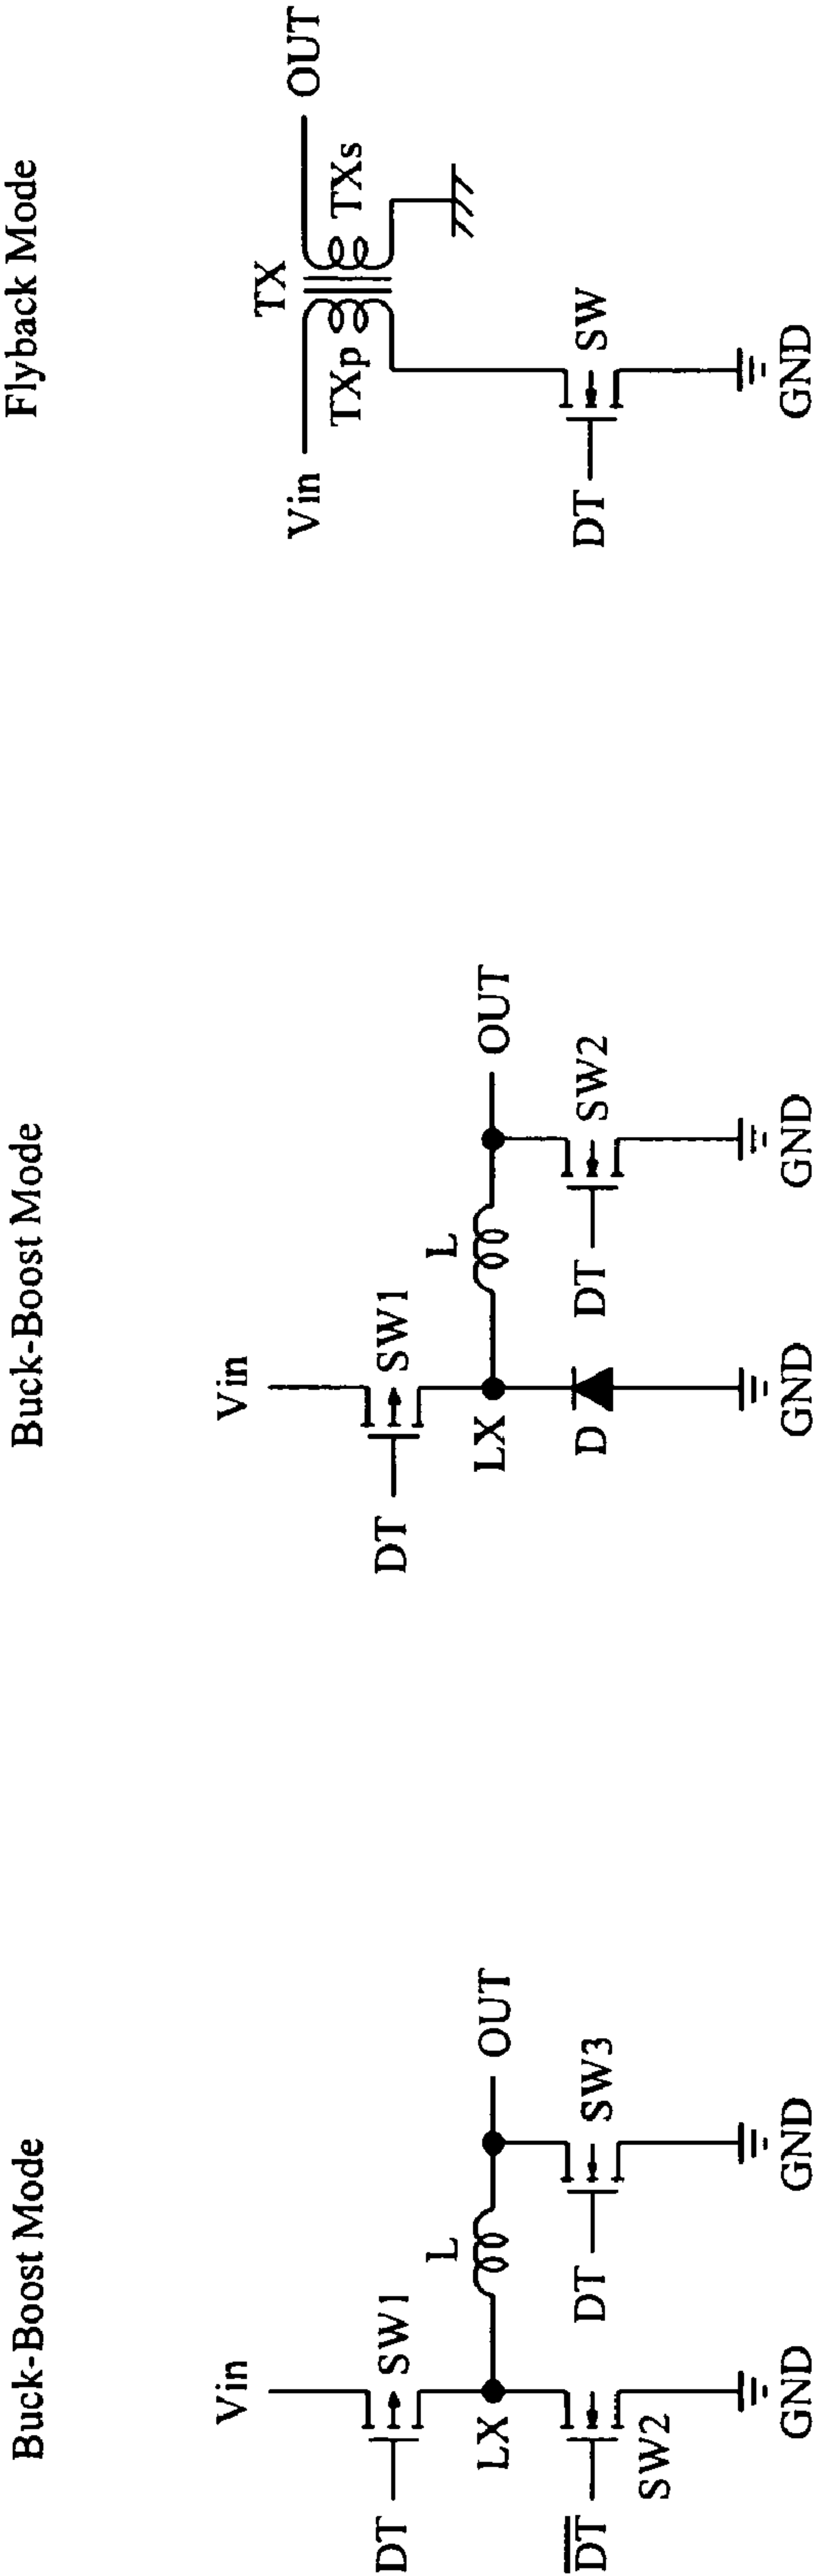 Buck-Boost Mode
Vin
DT
SW1
LX
L
OUT
D̅T̅
SW2
DT
SW3
GND
GND
Buck-Boost Mode
Vin
DT
SW1
LX
L
OUT
D
DT
SW2
GND
GND
Flyback Mode
Vin
TX
TXp
TXs
OUT
DT
SW
GND